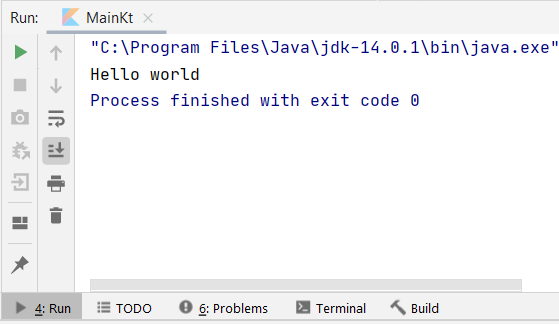 Run: MainKt
"C:\Program Files\Java\jdk-14.0.1\bin\java.exe"
Hello world
Process finished with exit code 0
4: Run TODO 6: Problems Terminal Build